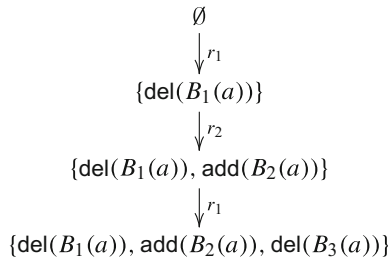 ∅
r₁
{del(B₁(a))}
r₂
{del(B₁(a)), add(B₂(a))}
r₁
{del(B₁(a)), add(B₂(a)), del(B₃(a))}